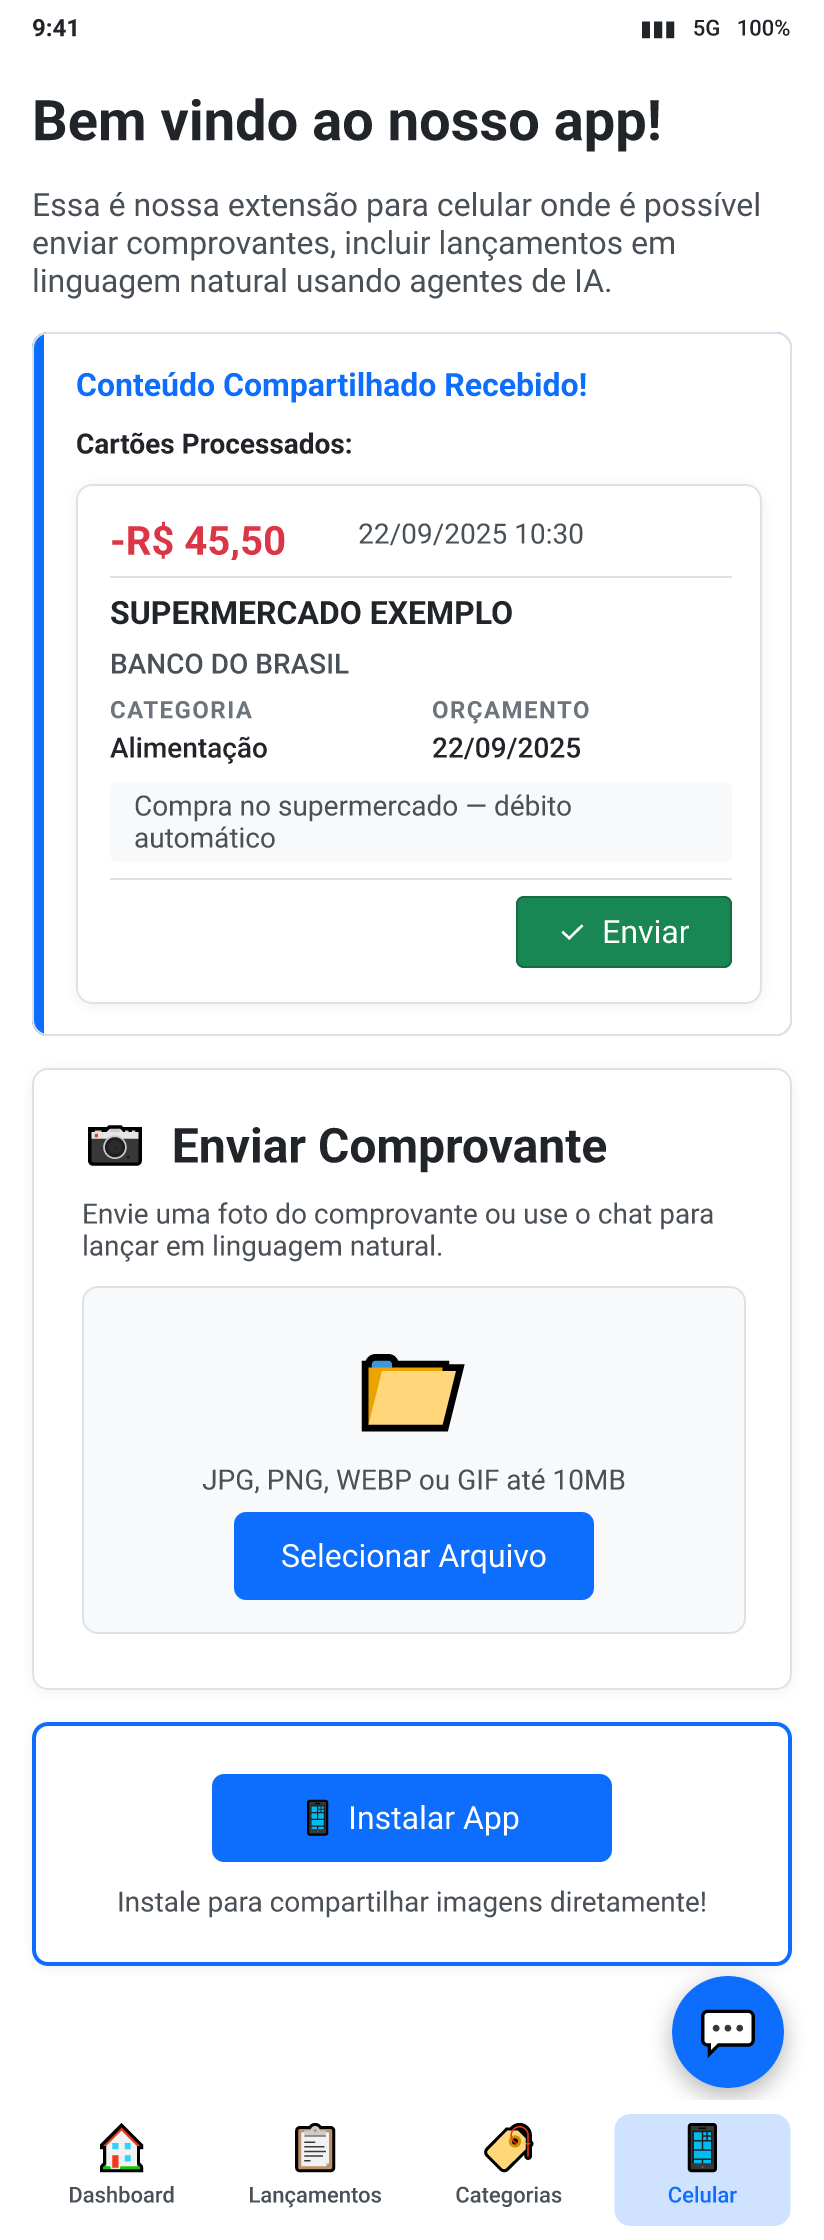 9:41
5G 100%
Bem vindo ao nosso app!
Essa é nossa extensão para celular onde é possível
enviar comprovantes, incluir lançamentos em
linguagem natural usando agentes de IA.
Conteúdo Compartilhado Recebido!
Cartões Processados:
-R$ 45,50 22/09/2025 10:30
SUPERMERCADO EXEMPLO
BANCO DO BRASIL
CATEGORIA ORÇAMENTO
Alimentação 22/09/2025
Compra no supermercado — débito
automático
✓ Enviar
Enviar Comprovante
Envie uma foto do comprovante ou use o chat para
lançar em linguagem natural.
JPG, PNG, WEBP ou GIF até 10MB
Selecionar Arquivo
Instalar App
Instale para compartilhar imagens diretamente!
Dashboard Lançamentos Categorias Celular